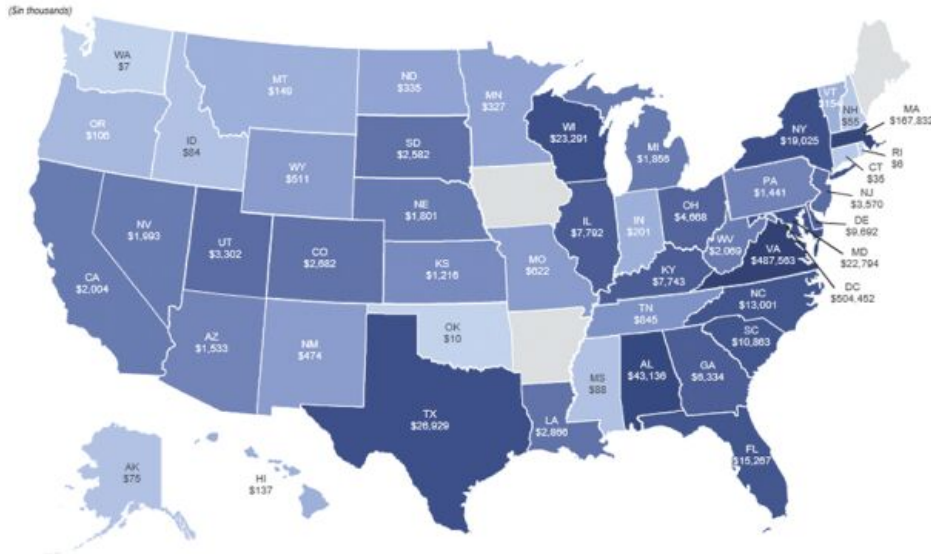 ($in thousands)
WA
$7
OR
$106
ID
$84
MT
$149
ND
$335
MN
$327
WY
$511
SD
$2,582
WI
$23,291
MI
$1,856
NY
$19,025
VT
$154
NH
$55
MA
$167,832
RI
$6
CT
$35
NJ
$3,570
DE
$9,692
MD
$22,794
DC
$504,452
PA
$1,441
OH
$4,668
IN
$201
IL
$7,792
NE
$1,801
NV
$1,993
UT
$3,302
CO
$2,682
CA
$2,004
KS
$1,216
MO
$622
KY
$7,743
WV
$2,069
VA
$487,563
NC
$13,001
TN
$845
SC
$10,863
AZ
$1,533
NM
$474
OK
$10
TX
$26,929
LA
$2,866
MS
$88
AL
$43,136
GA
$6,334
FL
$15,267
AK
$75
HI
$137